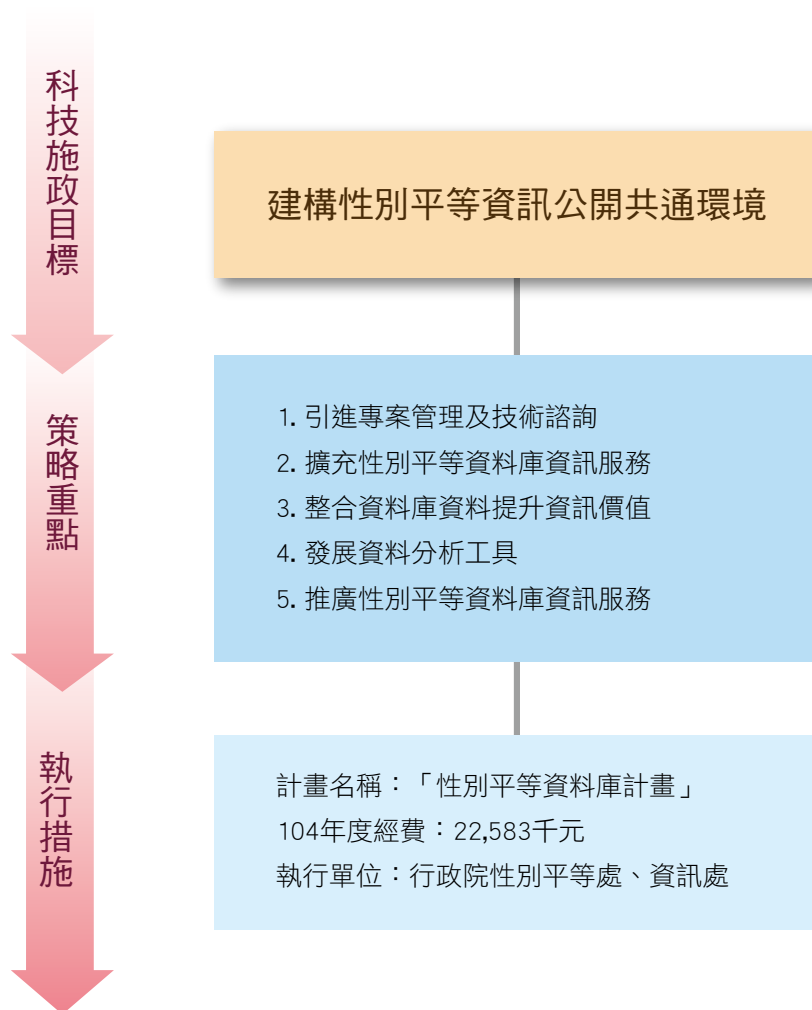 科技施政目標
建構性別平等資訊公開共通環境
策略重點
1. 引進專案管理及技術諮詢
2. 擴充性別平等資料庫資訊服務
3. 整合資料庫資料提升資訊價值
4. 發展資料分析工具
5. 推廣性別平等資料庫資訊服務
執行措施
計畫名稱：「性別平等資料庫計畫」
104年度經費：22,583千元
執行單位：行政院性別平等處、資訊處